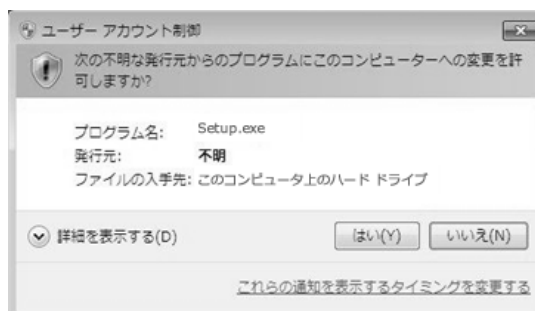 ユーザー アカウント制御
次の不明な発行元からのプログラムにこのコンピューターへの変更を許
可しますか?
プログラム名: Setup.exe
発行元: 不明
ファイルの入手先: このコンピュータ上のハード ドライブ
詳細を表示する(D) はい(Y) いいえ(N)
これらの通知を表示するタイミングを変更する